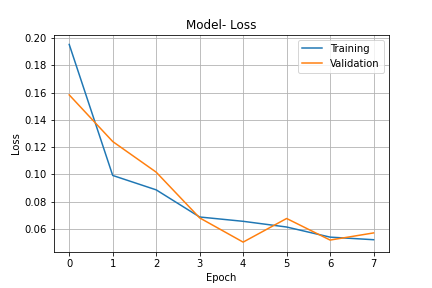 Model- Loss
Training
Validation
Loss
0.20
0.18
0.16
0.14
0.12
0.10
0.08
0.06
0 1 2 3 4 5 6 7
Epoch